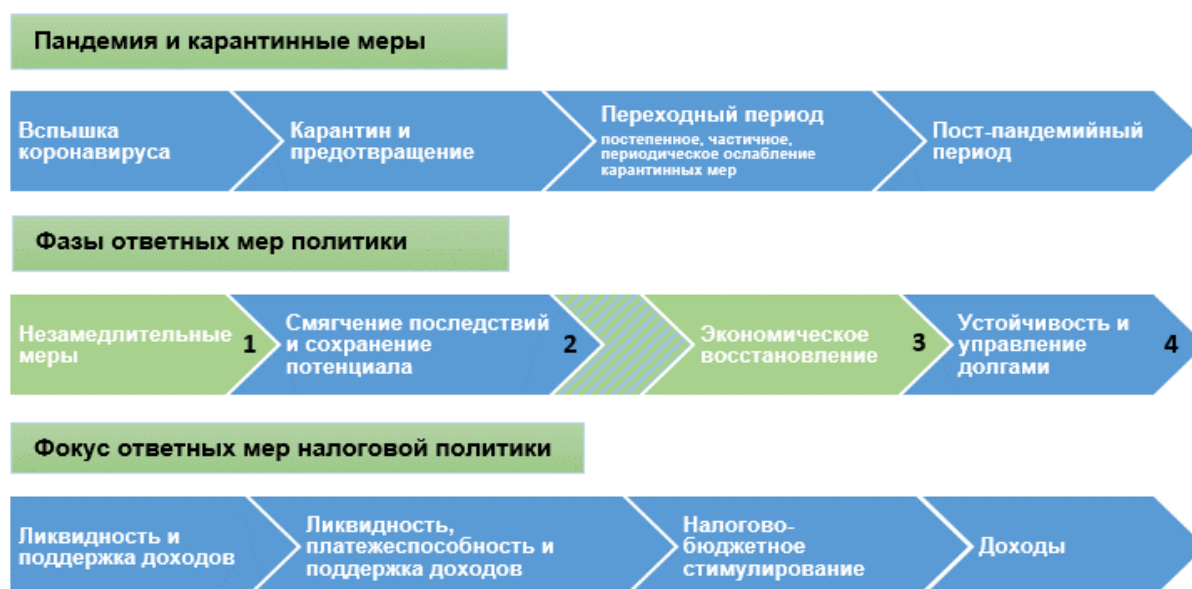 Пандемия и карантинные меры
Вспышка
коронавируса
Карантин и
предотвращение
Переходный период
постепенное, частичное,
периодическое ослабление
карантинных мер
Пост-пандемийный
период
Фазы ответных мер политики
Незамедлительные
меры
1
Смягчение последствий
и сохранение
потенциала
2
Экономическое
восстановление
3
Устойчивость и
управление
долгами
4
Фокус ответных мер налоговой политики
Ликвидность и
поддержка доходов
Ликвидность,
платежеспособность и
поддержка доходов
Налогово-
бюджетное
стимулирование
Доходы